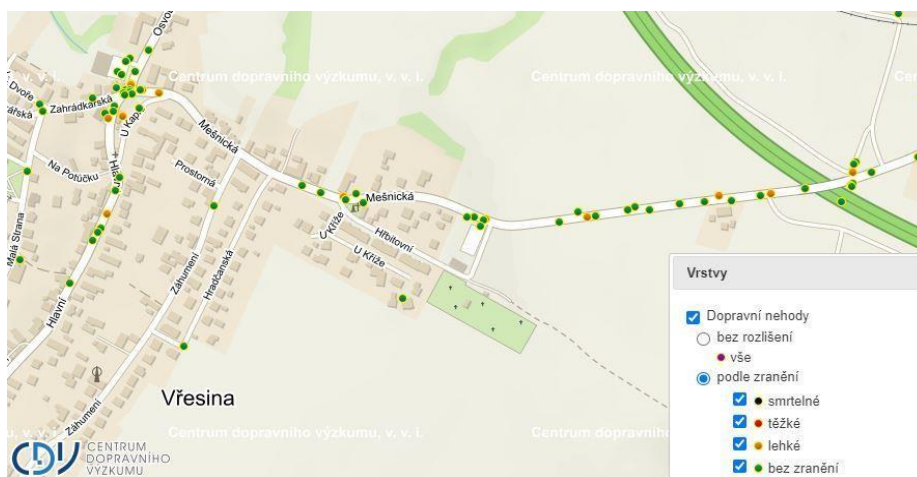 Osvo
v. v. i.
Centrum dopravního výzkumu, v. v. i.
Centrum dopravního výzkumu, v. v. i.
Dvoře
ářská
Zahrádkářská
U Kap
Mešnická
Na Potůčku
Hlavní
Prostorná
Mešnická
Malá Strana
U Kříže
Hřbitovní
U Kříže
Záhumení
Hradčanská
Hlavní
Vřesina
Záhumení
u, v. v. i.
Centrum dopravního výzkumu, v. v. i.
Centrum dopravního
CDV CENTRUM
DOPRAVNÍHO
VÝZKUMU
Vrstvy
Dopravní nehody
bez rozlišení
vše
podle zranění
smrtelné
těžké
lehké
bez zranění